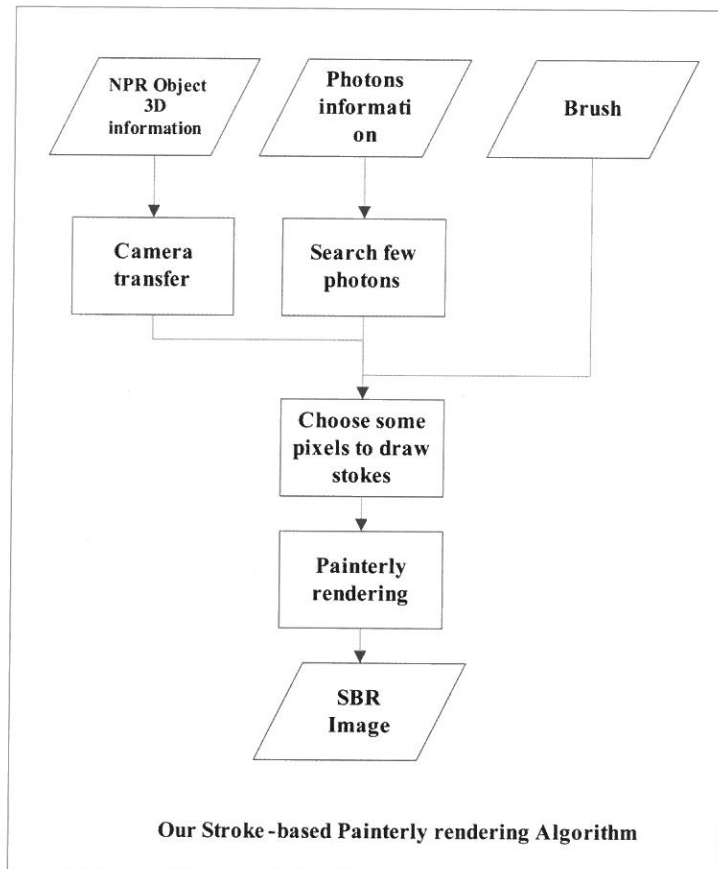 NPR Object
3D
information
Photons
informati
on
Brush
Camera
transfer
Search few
photons
Choose some
pixels to draw
stokes
Painterly
rendering
SBR
Image
Our Stroke-based Painterly rendering Algorithm